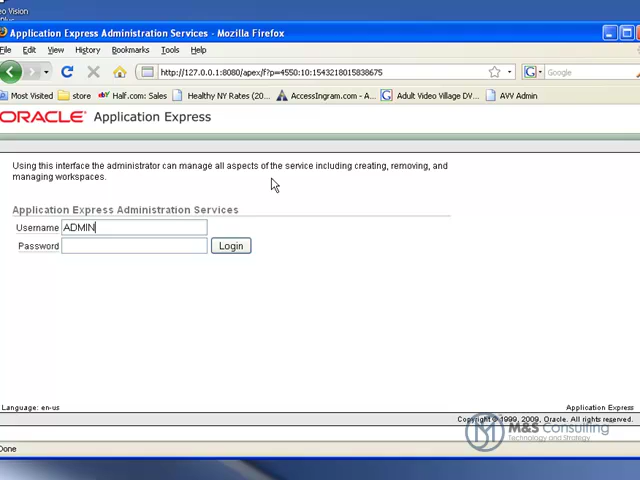 eo Vision
Application Express Administration Services - Mozilla Firefox
File Edit View History Bookmarks Tools Help
http://127.0.0.1:8080/apex/f?p=4550:10:1543218015838675
Google
Most Visited store Half.com: Sales Healthy NY Rates (20... AccessIngram.com - A... Adult Video Village DV... AVV Admin
ORACLE Application Express
Using this interface the administrator can manage all aspects of the service including creating, removing, and
managing workspaces.
Application Express Administration Services
Username ADMIN
Password Login
Language: en-us Application Express
Copyright © 1999, 2009, Oracle. All rights reserved.
M&S Consulting
Technology and Strategy
Done